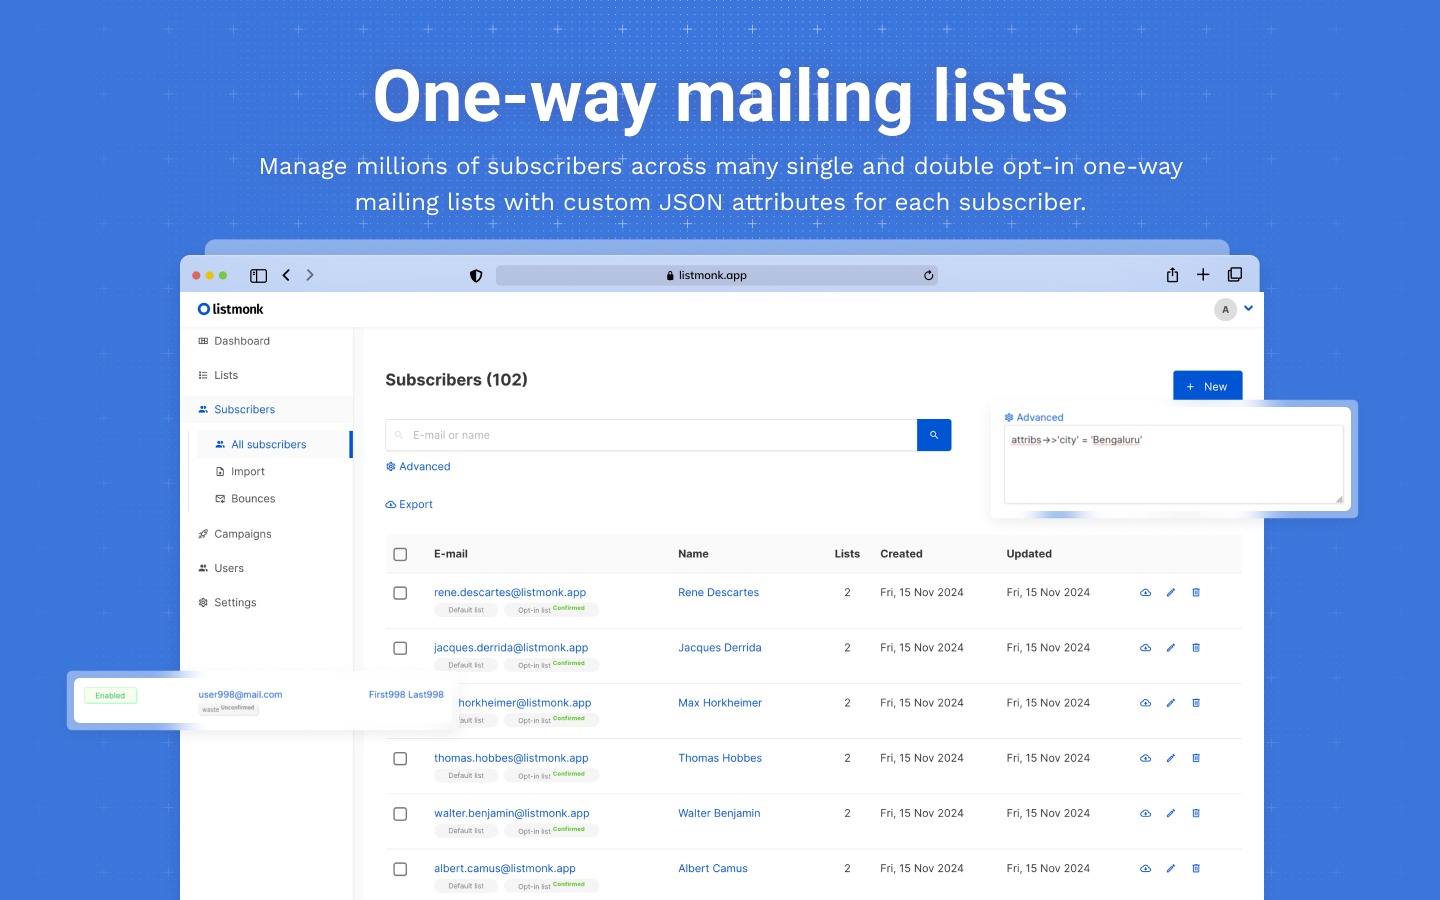 One-way mailing lists
Manage millions of subscribers across many single and double opt-in one-way
mailing lists with custom JSON attributes for each subscriber.
listmonk.app
listmonk
A
Dashboard
Lists
Subscribers
All subscribers
Import
Bounces
Campaigns
Users
Settings
Subscribers (102)
+ New
E-mail or name
Advanced
Export
Advanced
attribs->>'city' = 'Bengaluru'
E-mail Name Lists Created Updated
rene.descartes@listmonk.app Rene Descartes 2 Fri, 15 Nov 2024 Fri, 15 Nov 2024
Default list Opt-in list Confirmed
jacques.derrida@listmonk.app Jacques Derrida 2 Fri, 15 Nov 2024 Fri, 15 Nov 2024
Default list Opt-in list Confirmed
Enabled user998@mail.com First998 Last998
waste Unconfirmed
horkheimer@listmonk.app Max Horkheimer 2 Fri, 15 Nov 2024 Fri, 15 Nov 2024
list Opt-in list Confirmed
thomas.hobbes@listmonk.app Thomas Hobbes 2 Fri, 15 Nov 2024 Fri, 15 Nov 2024
Default list Opt-in list Confirmed
walter.benjamin@listmonk.app Walter Benjamin 2 Fri, 15 Nov 2024 Fri, 15 Nov 2024
Default list Opt-in list Confirmed
albert.camus@listmonk.app Albert Camus 2 Fri, 15 Nov 2024 Fri, 15 Nov 2024
Default list Opt-in list Confirmed